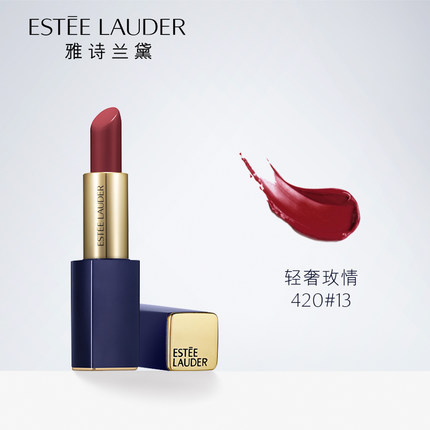 ESTĒE LAUDER
雅诗兰黛
ESTĒE LAUDER
轻奢玫情
420#13
ESTĒE
LAUDER